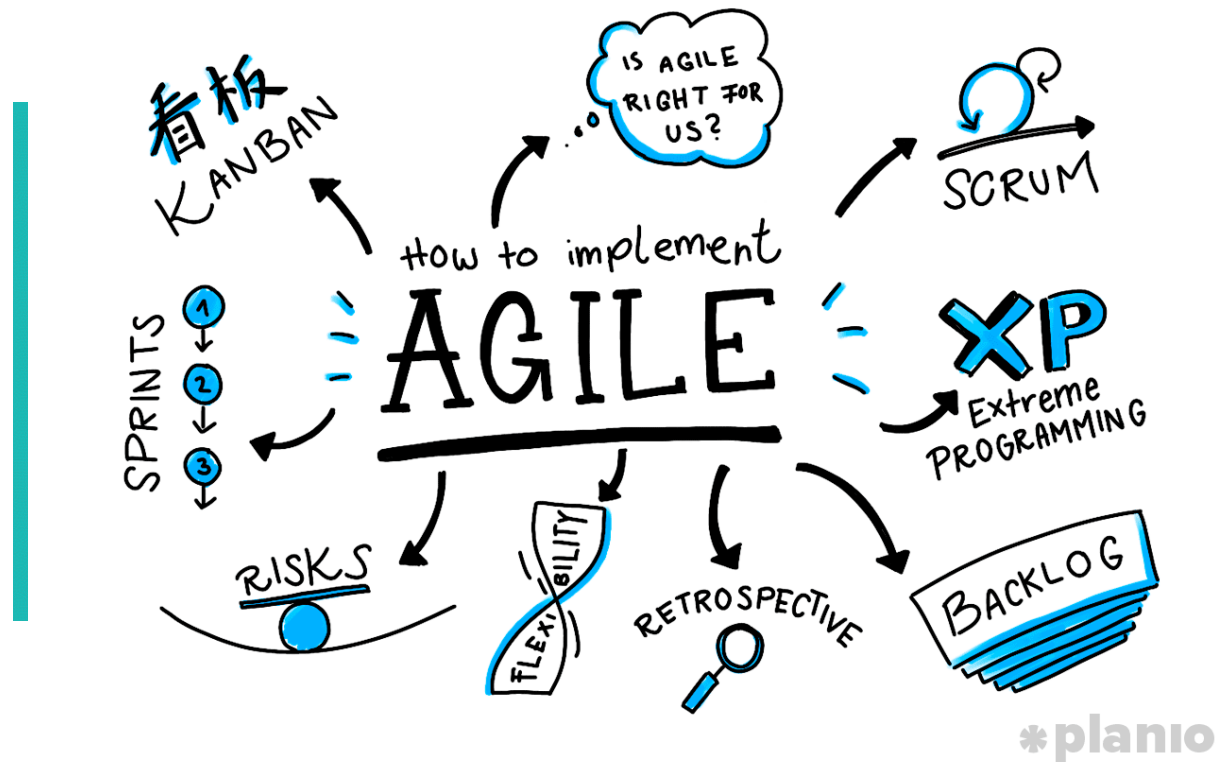 看板
KANBAN
IS AGILE
RIGHT FOR
US?
SCRUM
How to implement
AGILE
SPRINTS
1
2
3
XP
Extreme
PROGRAMMING
RISKS
FLEXIBILITY
RETROSPECTIVE
BACKLOG
*planio